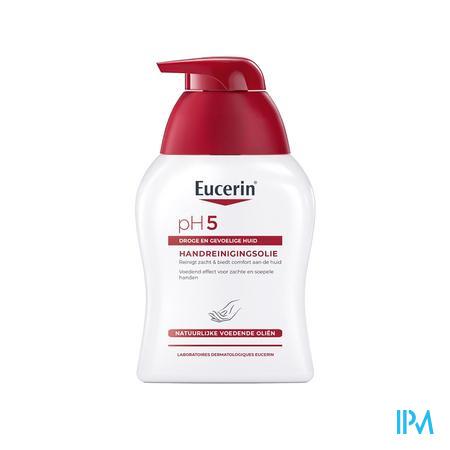 Eucerin®
pH5
DROGE EN GEVOELIGE HUID
HANDREINIGINGSOLIE
Reinigt zacht & biedt comfort aan de huid
Voedend effect voor zachte en soepele
handen
NATUURLIJKE VOEDENDE OLIËN
LABORATOIRES DERMATOLOGIQUES EUCERIN
IPM